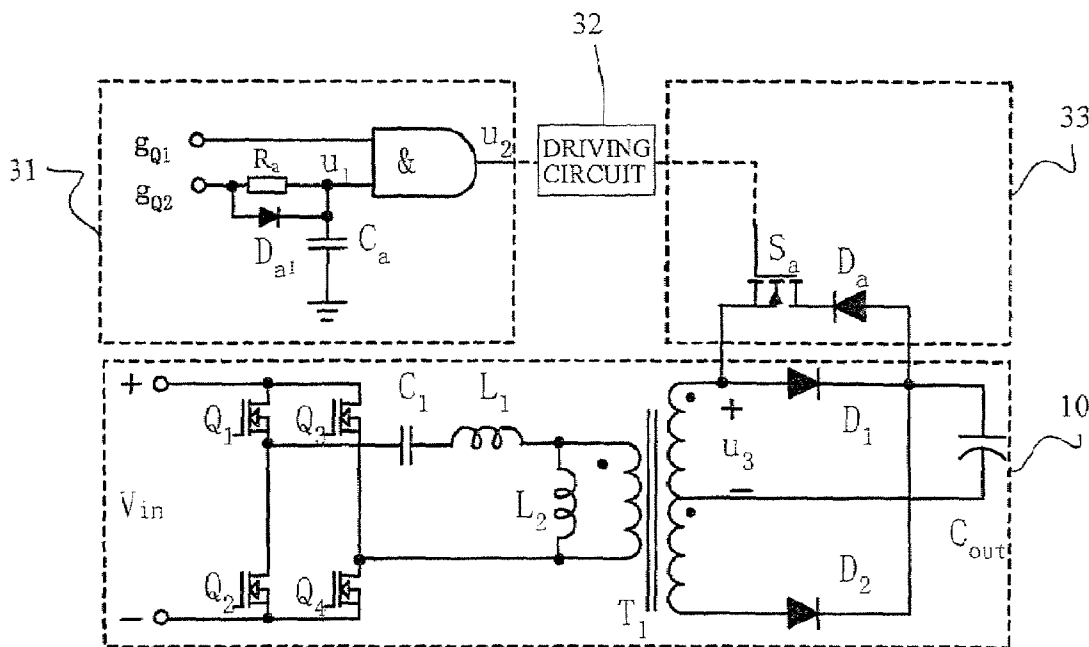 32
33
31
g_Q1
g_Q2
R_a
u_1
&
u_2
DRIVING
CIRCUIT
D_a1
C_a
S_a
D_a
+
Q_1
Q_3
C_1
L_1
+
D_1
10
u_3
−
V_in
L_2
C_out
Q_2
Q_4
D_2
−
T_1